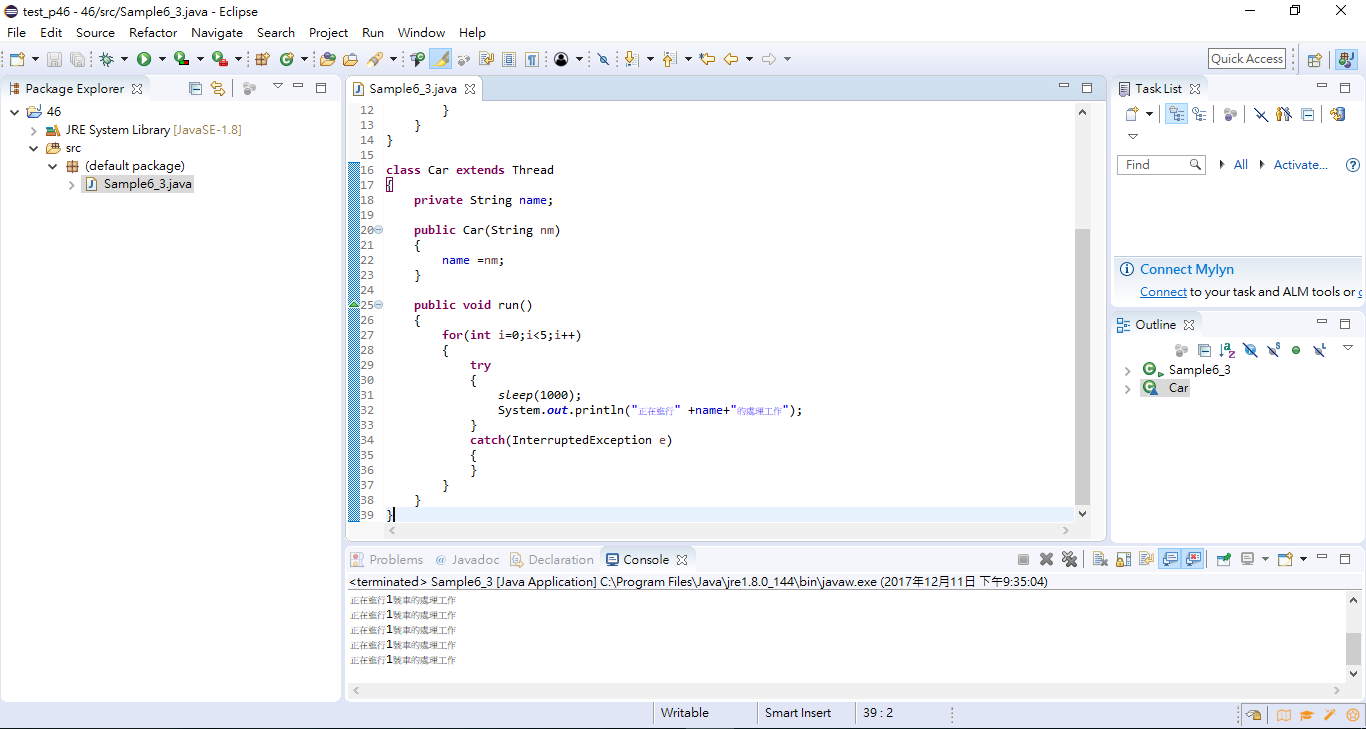 test_p46 - 46/src/Sample6_3.java - Eclipse
File Edit Source Refactor Navigate Search Project Run Window Help
Quick Access
Package Explorer
46
JRE System Library [JavaSE-1.8]
src
(default package)
Sample6_3.java
Sample6_3.java
12 }
13 }
14 }
15
16 class Car extends Thread
17 {
18 private String name;
19
20 public Car(String nm)
21 {
22 name =nm;
23 }
24
25 public void run()
26 {
27 for(int i=0;i<5;i++)
28 {
29 try
30 {
31 sleep(1000);
32 System.out.println("正在進行" +name+"的處理工作");
33 }
34 catch(InterruptedException e)
35 {
36 }
37 }
38 }
39 }
Task List
Find All Activate...
Connect Mylyn
Connect to your task and ALM tools or
Outline
Sample6_3
Car
Problems @ Javadoc Declaration Console
<terminated> Sample6_3 [Java Application] C:\Program Files\Java\jre1.8.0_144\bin\javaw.exe (2017年12月11日 下午9:35:04)
正在進行1號車的處理工作
正在進行1號車的處理工作
正在進行1號車的處理工作
正在進行1號車的處理工作
正在進行1號車的處理工作
Writable Smart Insert 39 : 2